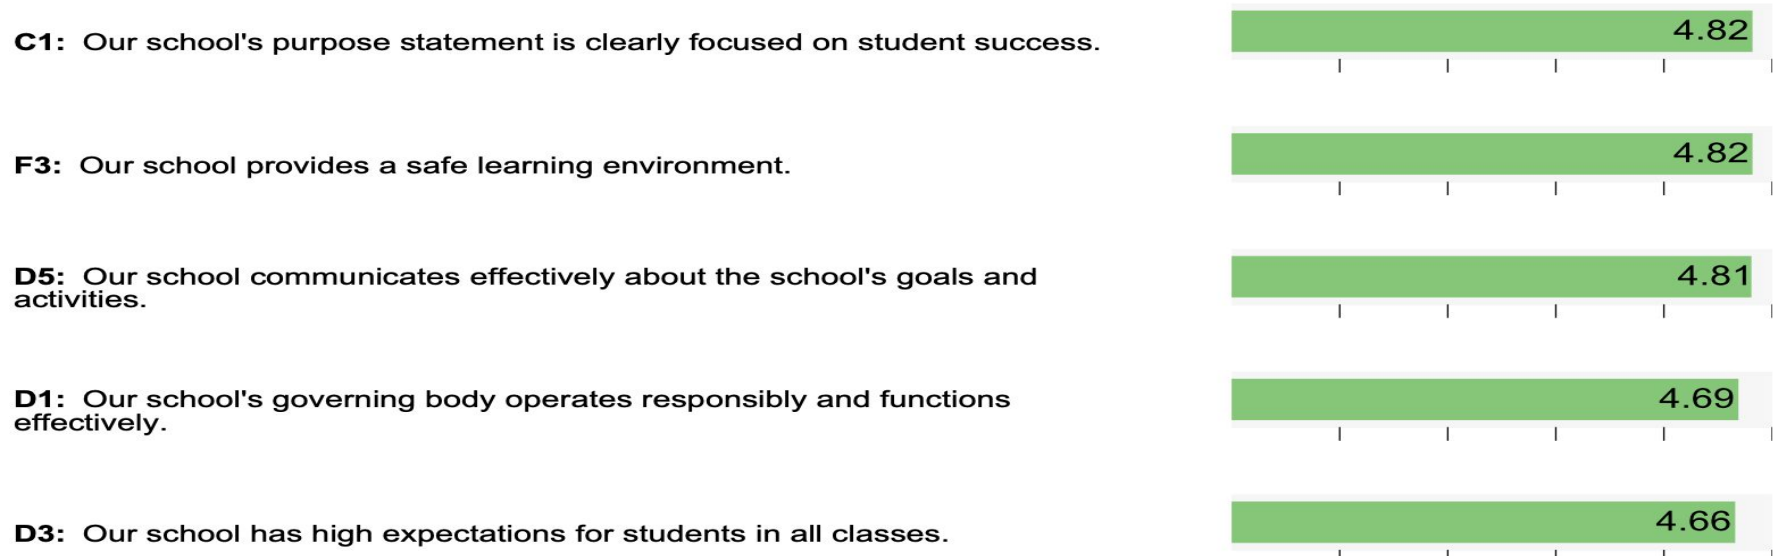 C1: Our school's purpose statement is clearly focused on student success.
4.82
F3: Our school provides a safe learning environment.
4.82
D5: Our school communicates effectively about the school's goals and
activities.
4.81
D1: Our school's governing body operates responsibly and functions
effectively.
4.69
D3: Our school has high expectations for students in all classes.
4.66